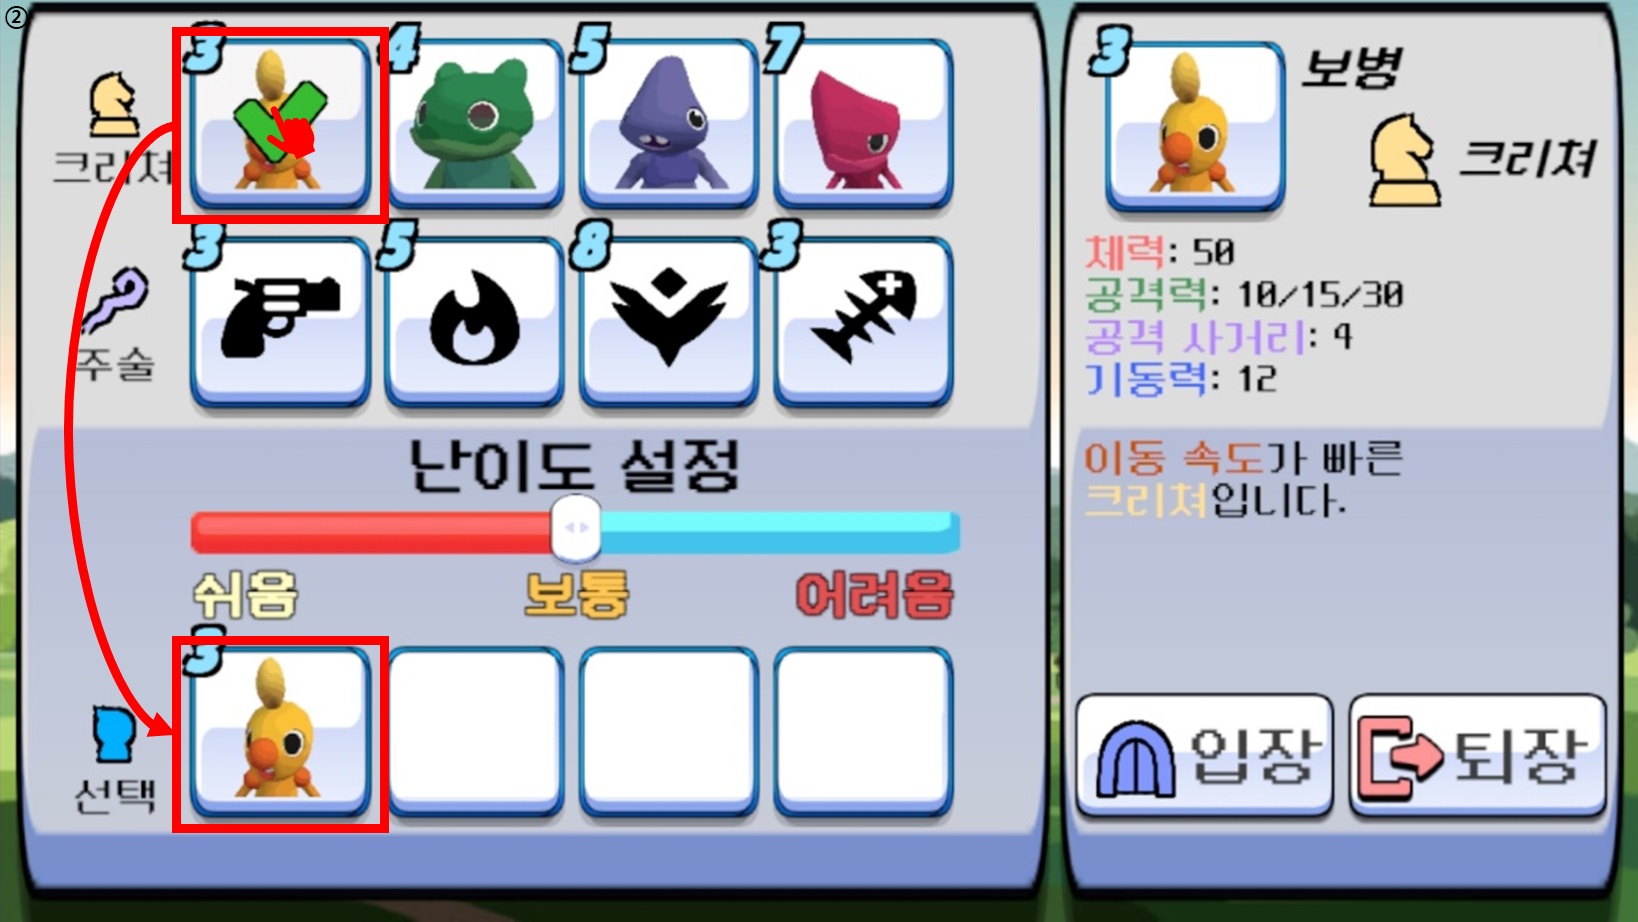 ②
3
4
5
7
크리쳐
3
5
8
3
주술
난이도 설정
쉬움
보통
어려움
3
선택
3
보병
크리쳐
체력: 50
공격력: 10/15/30
공격 사거리: 4
기동력: 12
이동 속도가 빠른
크리쳐입니다.
입장
퇴장